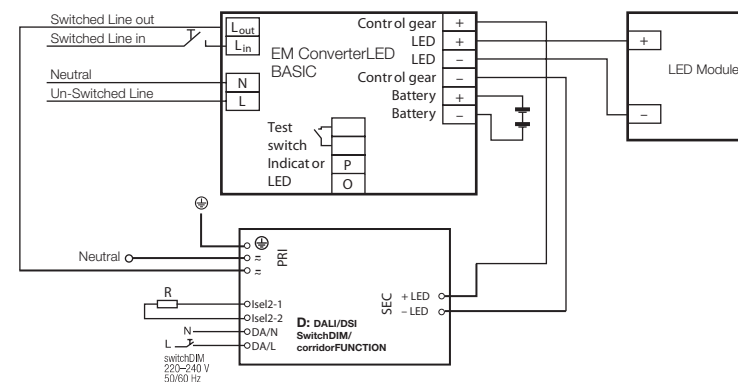 Switched Line out
Switched Line in
Neutral
Un-Switched Line
Lout
Lin
N
L
EM ConverterLED
BASIC
Control gear +
LED +
LED –
Control gear –
Battery +
Battery –
Test
switch
Indicator
LED
P
O
+
LED Module
–
Neutral
PRI
R
Isel2-1
Isel2-2
N DA/N
L DA/L
switchDIM
220–240 V
50/60 Hz
D: DALI/DSI
SwitchDIM/
corridorFUNCTION
SEC
+ LED
– LED